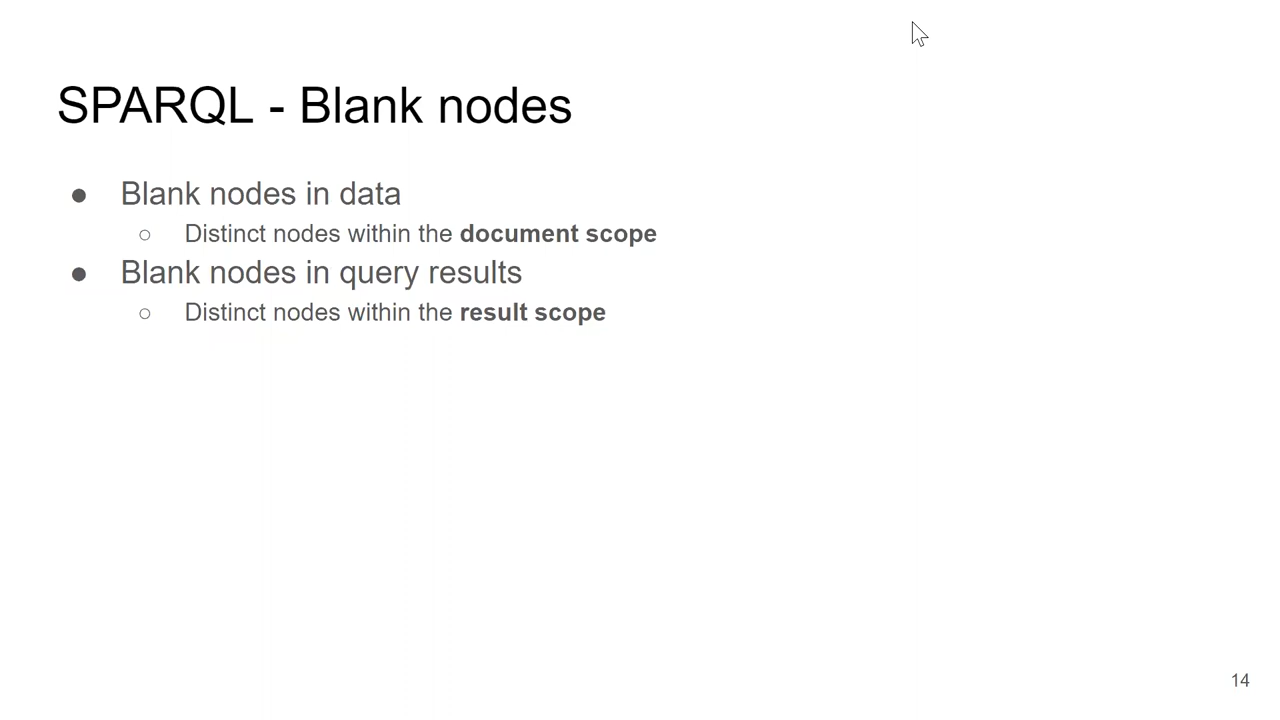 SPARQL - Blank nodes
● Blank nodes in data
○ Distinct nodes within the document scope
● Blank nodes in query results
○ Distinct nodes within the result scope
14